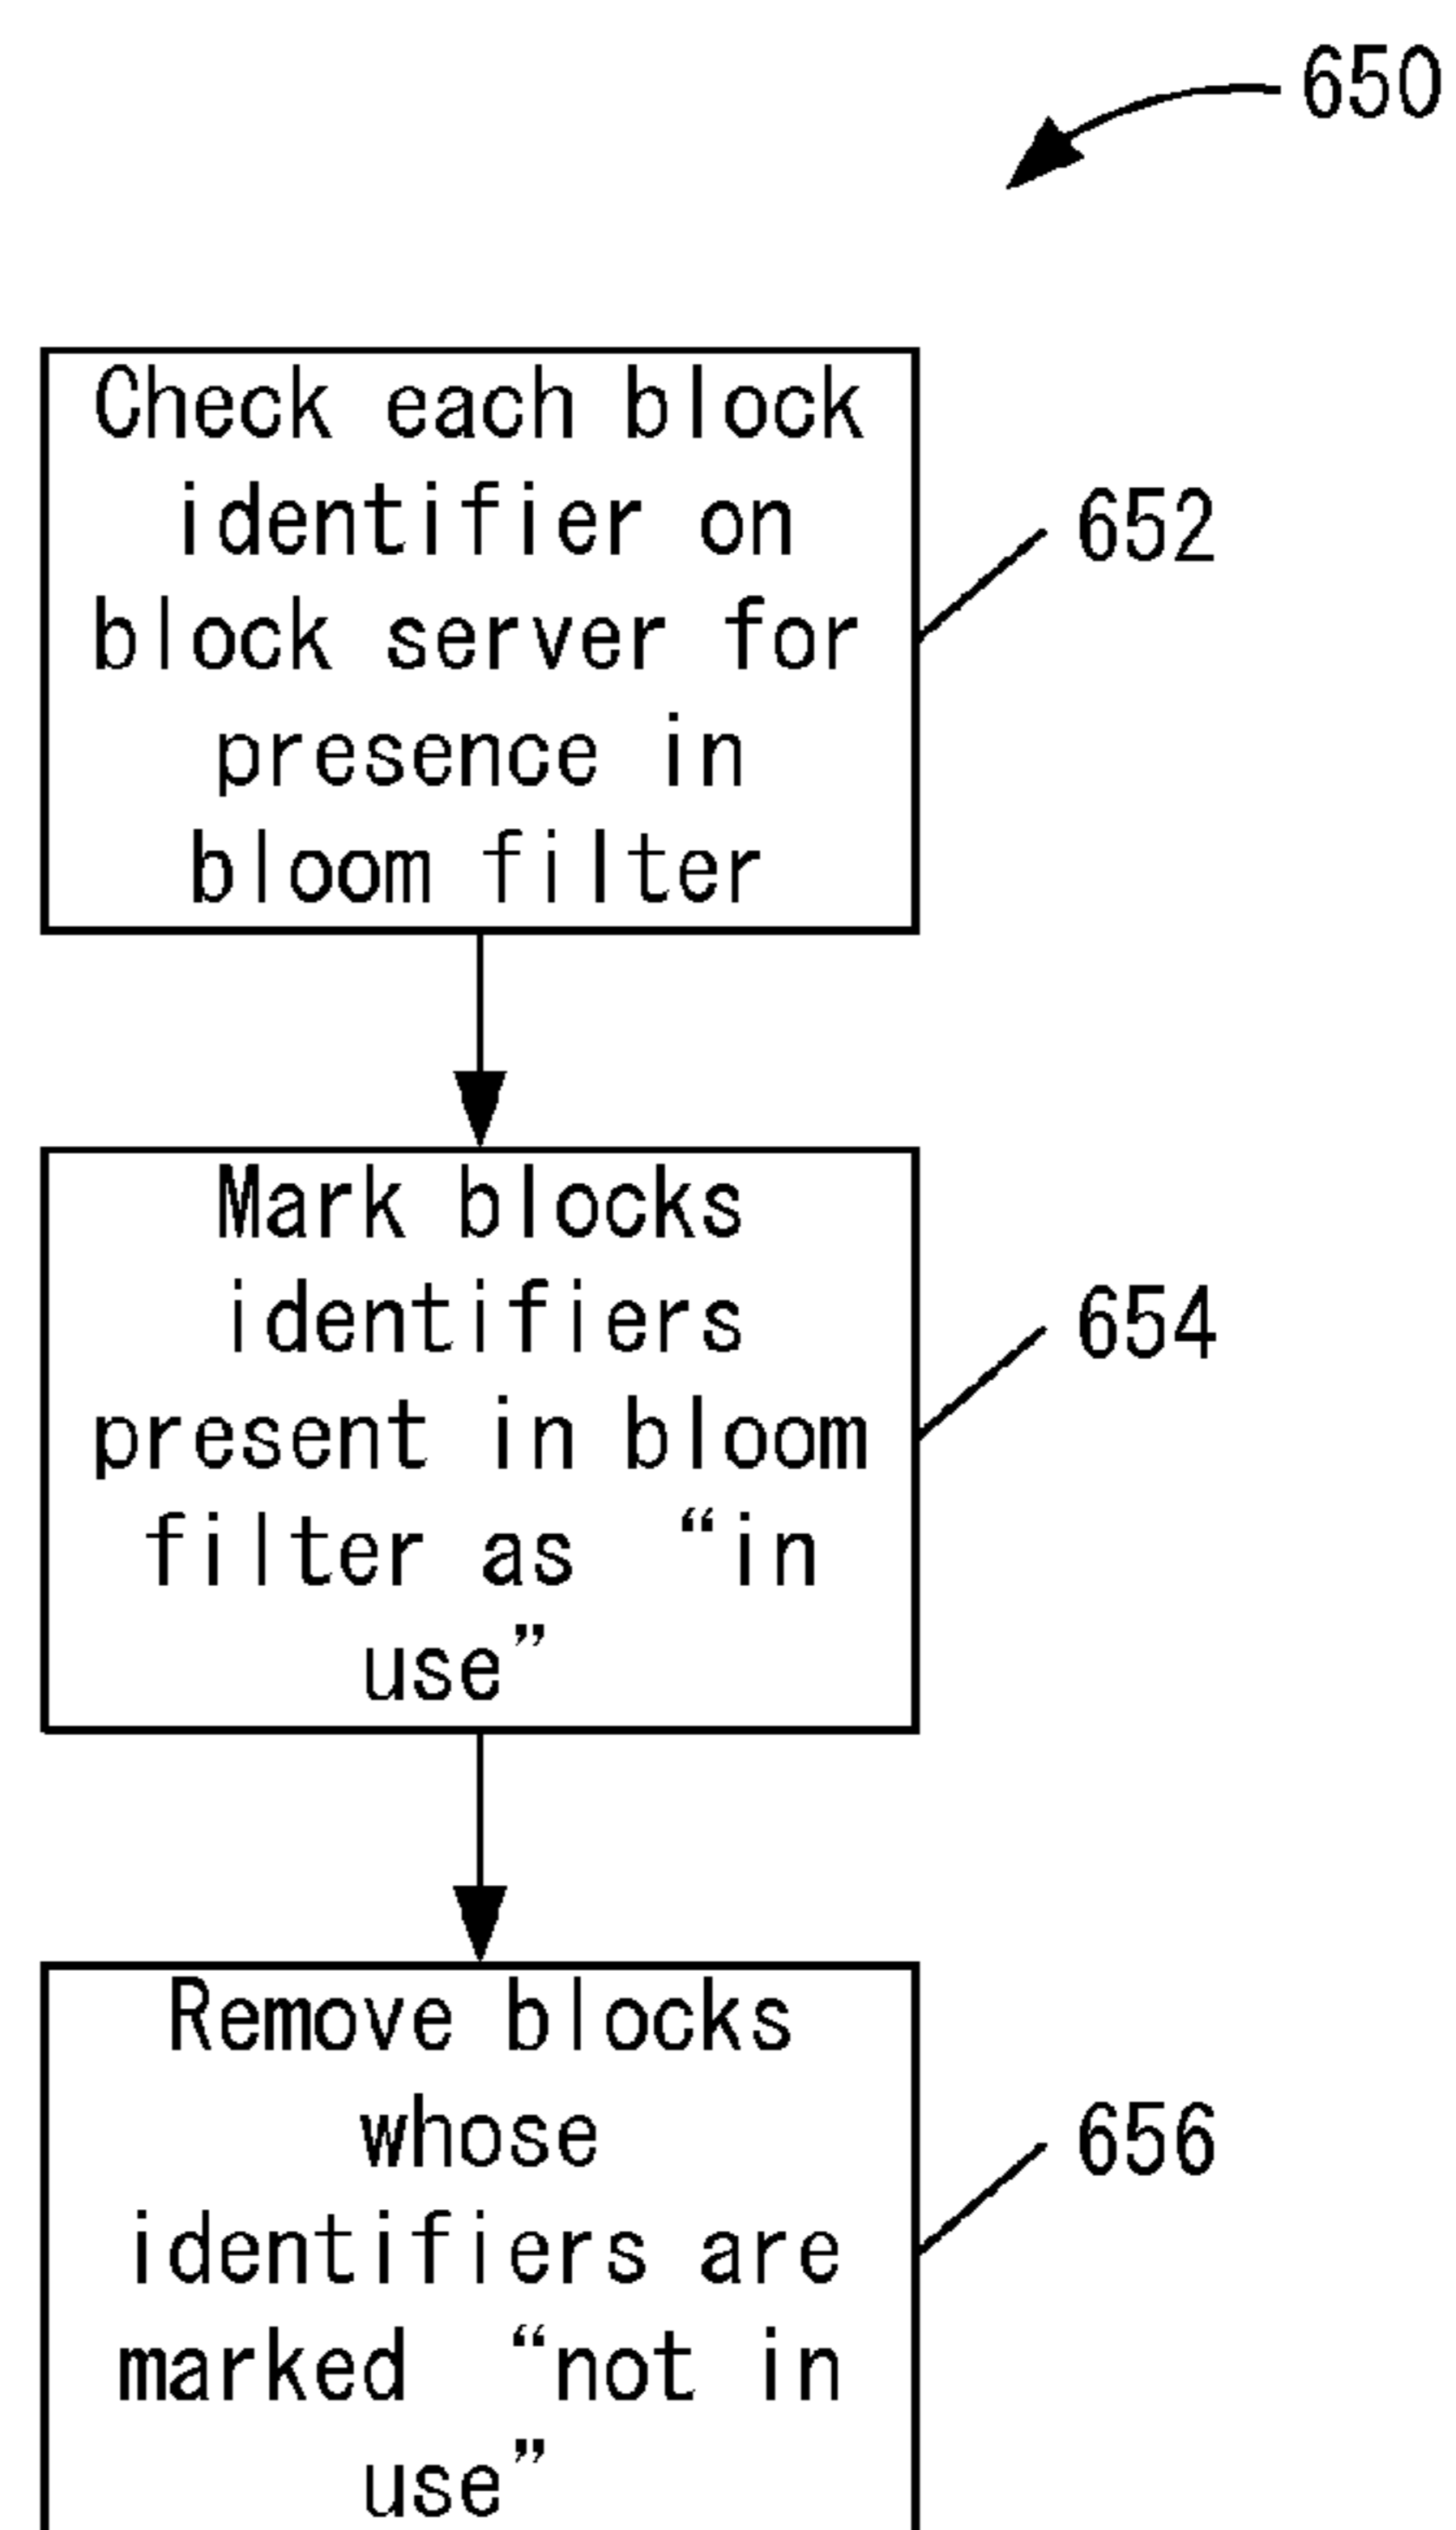 650
Check each block
identifier on
block server for
presence in
bloom filter
652
Mark blocks
identifiers
present in bloom
filter as “in
use”
654
Remove blocks
whose
identifiers are
marked “not in
use”
656